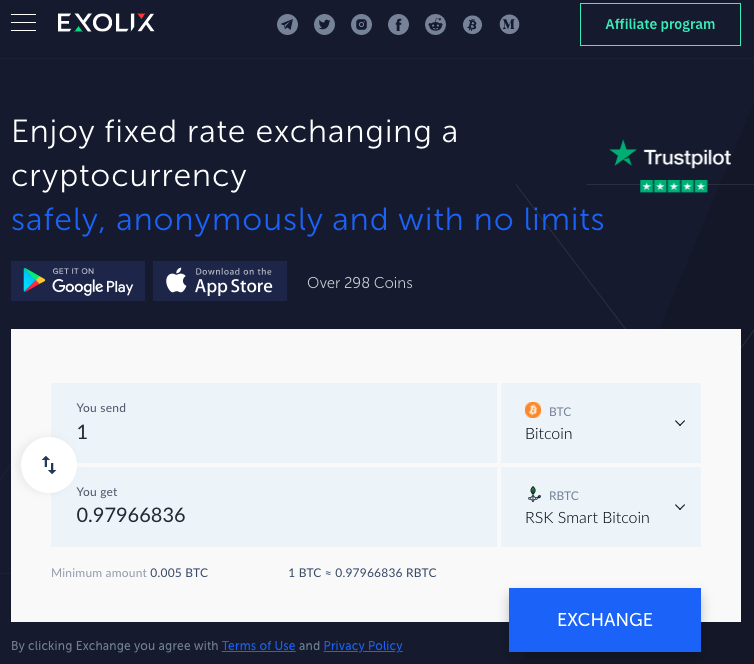 EXOLIX
Affiliate program
Enjoy fixed rate exchanging a
cryptocurrency
safely, anonymously and with no limits
Trustpilot
GET IT ON
Google Play
Download on the
App Store
Over 298 Coins
You send
1
BTC
Bitcoin
You get
0.97966836
RBTC
RSK Smart Bitcoin
Minimum amount 0.005 BTC
1 BTC ≈ 0.97966836 RBTC
EXCHANGE
By clicking Exchange you agree with Terms of Use and Privacy Policy